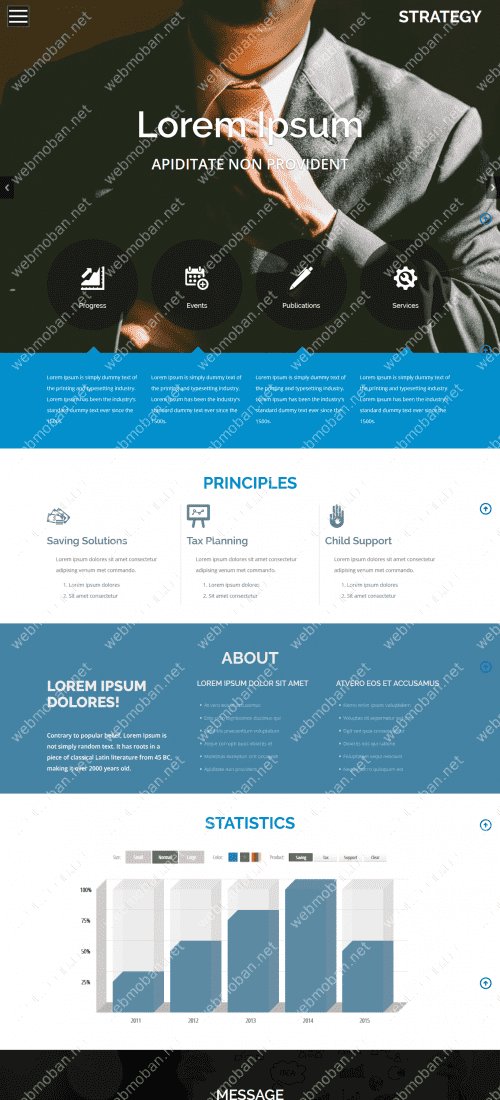 STRATEGY
Lorem Ipsum
APIDITATE NON PROVIDENT
Progress
Events
Publications
Services
Lorem Ipsum is simply dummy text of
the printing and typesetting industry.
Lorem Ipsum has been the industry's
standard dummy text ever since the
1500s.
Lorem Ipsum is simply dummy text of
the printing and typesetting industry.
Lorem Ipsum has been the industry's
standard dummy text ever since the
1500s.
Lorem Ipsum is simply dummy text of
the printing and typesetting industry.
Lorem Ipsum has been the industry's
standard dummy text ever since the
1500s.
Lorem Ipsum is simply dummy text of
the printing and typesetting industry.
Lorem Ipsum has been the industry's
standard dummy text ever since the
1500s.
PRINCIPLES
Saving Solutions
Lorem ipsum dolores sit amet consectetur
adipising venum met commando.
1. Lorem ipsum dolores
2. Sit amet consectetur
Tax Planning
Lorem ipsum dolores sit amet consectetur
adipising venum met commando.
1. Lorem ipsum dolores
2. Sit amet consectetur
Child Support
Lorem ipsum dolores sit amet consectetur
adipising venum met commando.
1. Lorem ipsum dolores
2. Sit amet consectetur
ABOUT
LOREM IPSUM
DOLORES!
Contrary to popular belief, Lorem Ipsum is
not simply random text. It has roots in a
piece of classical Latin literature from 45 BC,
making it over 2000 years old.
LOREM IPSUM DOLOR SIT AMET
ATVERO EOS ET ACCUSAMUS
STATISTICS
Size:
Small
Normal
Large
Color:
Product:
Saving
Tax
Support
Clear
100%
75%
50%
25%
2011
2012
2013
2014
2015
MESSAGE
webmoban.net